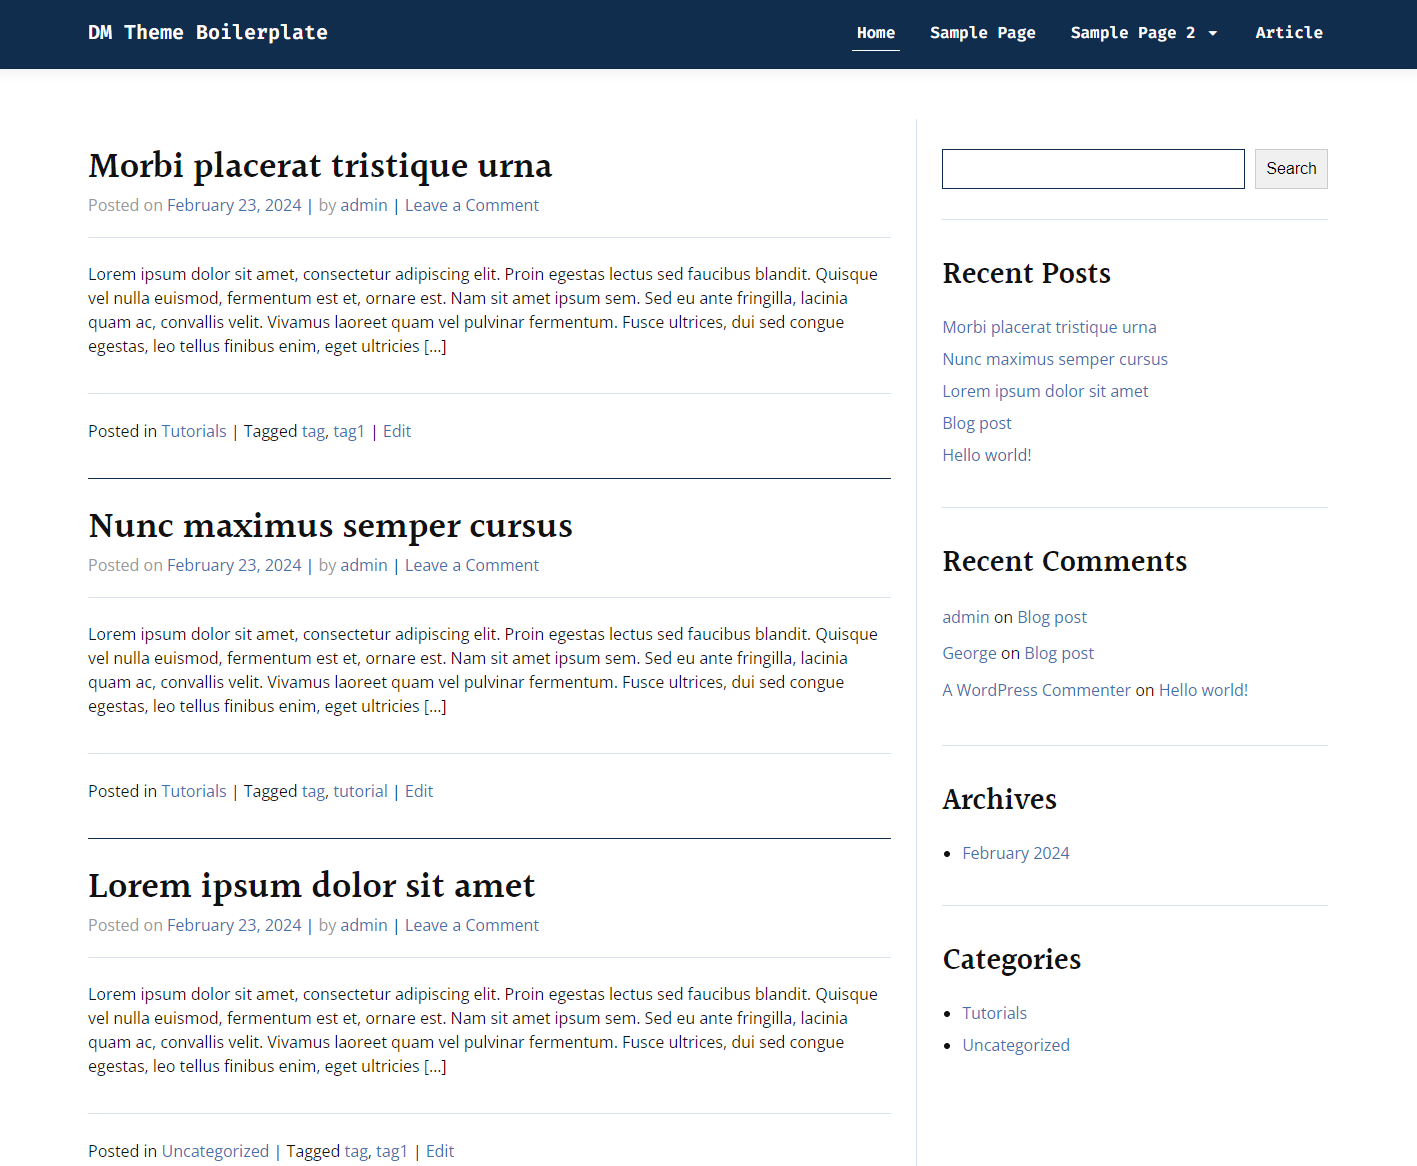 DM Theme Boilerplate
Home Sample Page Sample Page 2 Article
Morbi placerat tristique urna
Posted on February 23, 2024 | by admin | Leave a Comment
Lorem ipsum dolor sit amet, consectetur adipiscing elit. Proin egestas lectus sed faucibus blandit. Quisque
vel nulla euismod, fermentum est et, ornare est. Nam sit amet ipsum sem. Sed eu ante fringilla, lacinia
quam ac, convallis velit. Vivamus laoreet quam vel pulvinar fermentum. Fusce ultrices, dui sed congue
egestas, leo tellus finibus enim, eget ultricies […]
Posted in Tutorials | Tagged tag, tag1 | Edit
Nunc maximus semper cursus
Posted on February 23, 2024 | by admin | Leave a Comment
Lorem ipsum dolor sit amet, consectetur adipiscing elit. Proin egestas lectus sed faucibus blandit. Quisque
vel nulla euismod, fermentum est et, ornare est. Nam sit amet ipsum sem. Sed eu ante fringilla, lacinia
quam ac, convallis velit. Vivamus laoreet quam vel pulvinar fermentum. Fusce ultrices, dui sed congue
egestas, leo tellus finibus enim, eget ultricies […]
Posted in Tutorials | Tagged tag, tutorial | Edit
Lorem ipsum dolor sit amet
Posted on February 23, 2024 | by admin | Leave a Comment
Lorem ipsum dolor sit amet, consectetur adipiscing elit. Proin egestas lectus sed faucibus blandit. Quisque
vel nulla euismod, fermentum est et, ornare est. Nam sit amet ipsum sem. Sed eu ante fringilla, lacinia
quam ac, convallis velit. Vivamus laoreet quam vel pulvinar fermentum. Fusce ultrices, dui sed congue
egestas, leo tellus finibus enim, eget ultricies […]
Posted in Uncategorized | Tagged tag, tag1 | Edit
Search
Recent Posts
Morbi placerat tristique urna
Nunc maximus semper cursus
Lorem ipsum dolor sit amet
Blog post
Hello world!
Recent Comments
admin on Blog post
George on Blog post
A WordPress Commenter on Hello world!
Archives
• February 2024
Categories
• Tutorials
• Uncategorized